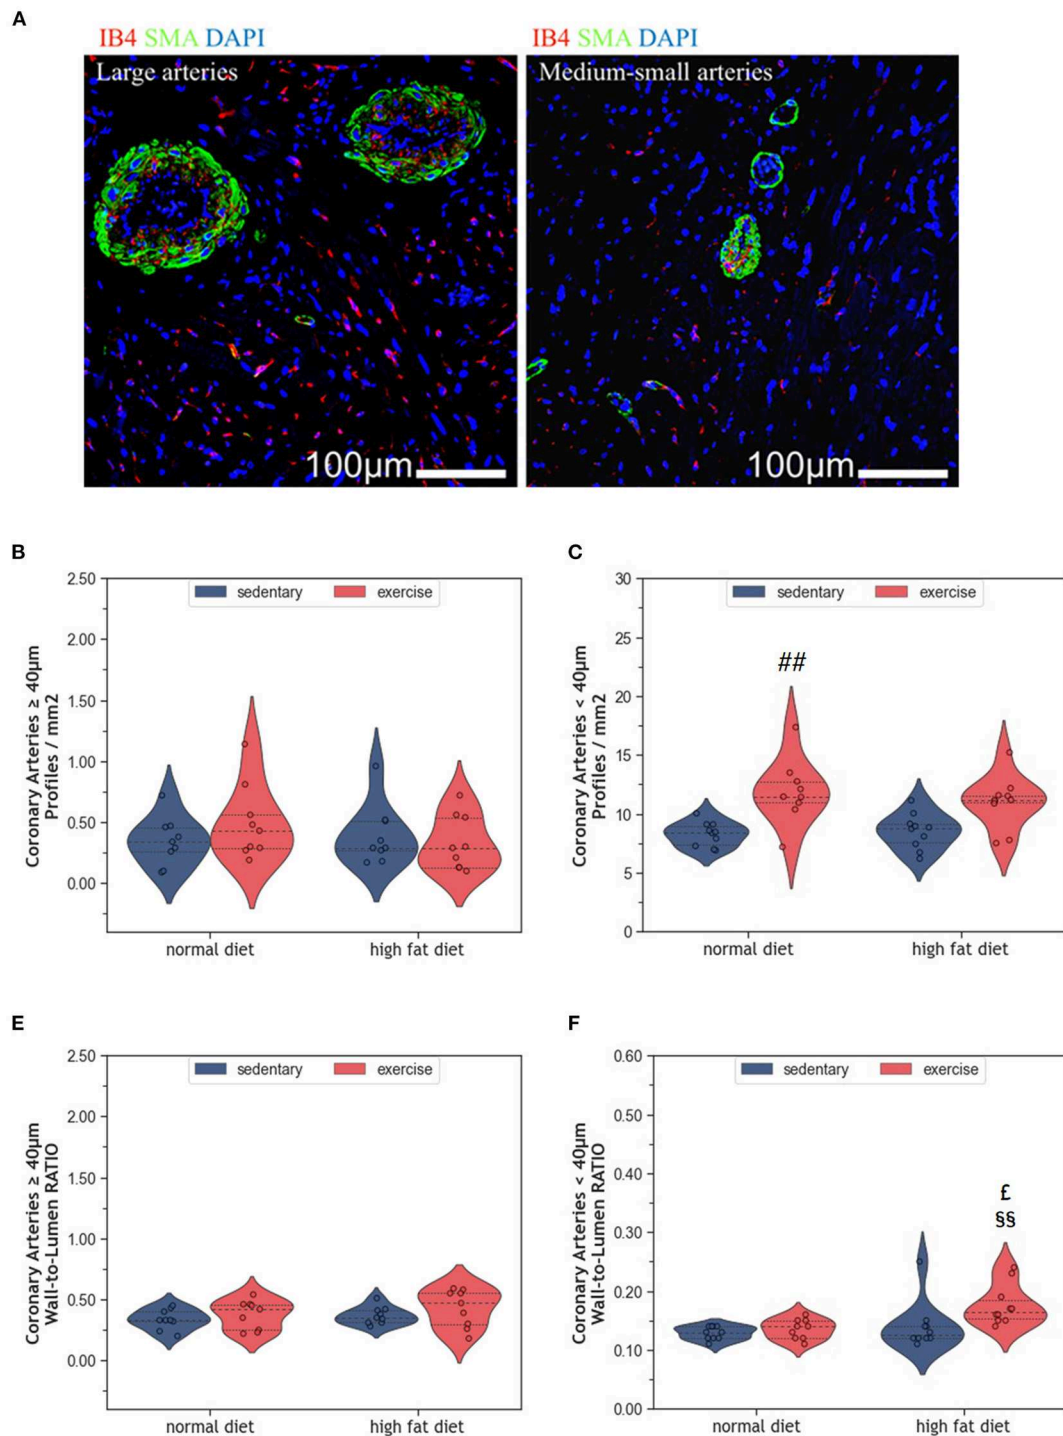 A
IB4 SMA DAPI
Large arteries
100µm
IB4 SMA DAPI
Medium-small arteries
100µm
B
sedentary exercise
Coronary Arteries ≥ 40µm
Profiles / mm2
2.50
2.00
1.50
1.00
0.50
0.00
normal diet high fat diet
C
sedentary exercise
Coronary Arteries < 40µm
Profiles / mm2
30
25
20
15
10
5
0
##
normal diet high fat diet
E
sedentary exercise
Coronary Arteries ≥ 40µm
Wall-to-Lumen RATIO
2.50
2.00
1.50
1.00
0.50
0.00
normal diet high fat diet
F
sedentary exercise
Coronary Arteries < 40µm
Wall-to-Lumen RATIO
0.60
0.50
0.40
0.30
0.20
0.10
0.00
£
§§
normal diet high fat diet